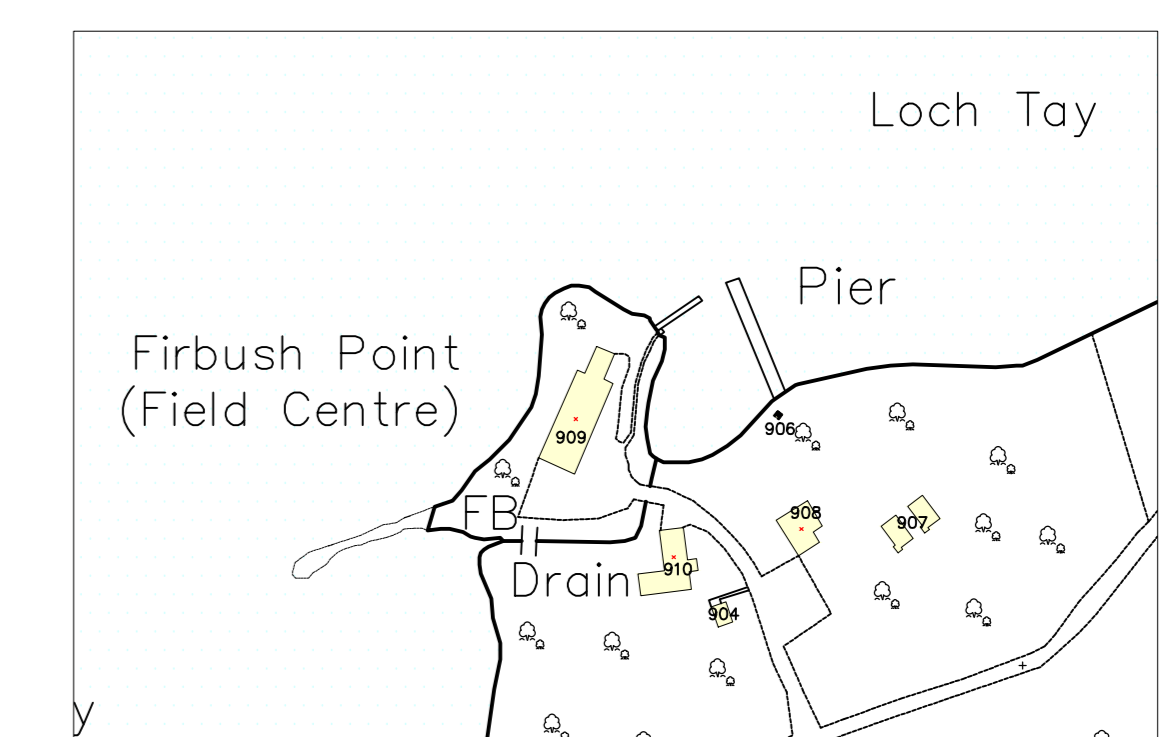 Loch Tay
Pier
Firbush Point
(Field Centre)
909
906
FB
908
907
910
Drain
904
y